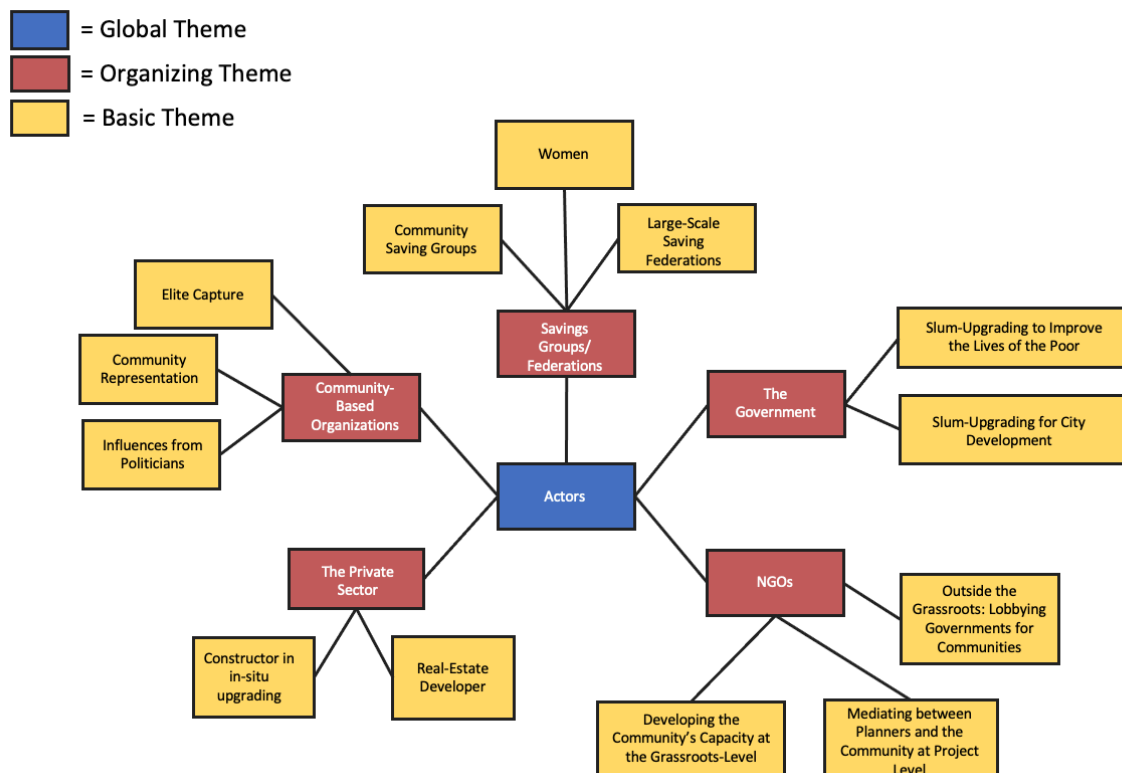 = Global Theme
= Organizing Theme
= Basic Theme
Women
Community
Saving Groups
Large-Scale
Saving
Federations
Elite Capture
Savings
Groups/
Federations
Slum-Upgrading to Improve
the Lives of the Poor
Community
Representation
Community-
Based
Organizations
The
Government
Slum-Upgrading for City
Development
Influences from
Politicians
Actors
The Private
Sector
NGOs
Outside the
Grassroots: Lobbying
Governments for
Communities
Constructor in
in-situ
upgrading
Real-Estate
Developer
Developing the
Community's Capacity at
the Grassroots-Level
Mediating between
Planners and the
Community at Project
Level